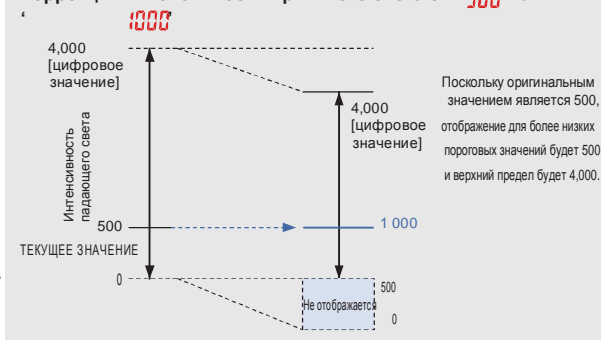 ‘ 1000’
4,000
[цифровое
значение]
Интенсивность
падающего света
500
ТЕКУЩЕЕ ЗНАЧЕНИЕ
0
4,000
[цифровое
значение]
1 000
Не отображается
500
0
Поскольку оригинальным
значением является 500,
отображение для более низких
пороговых значений будет 500
и верхний предел будет 4,000.